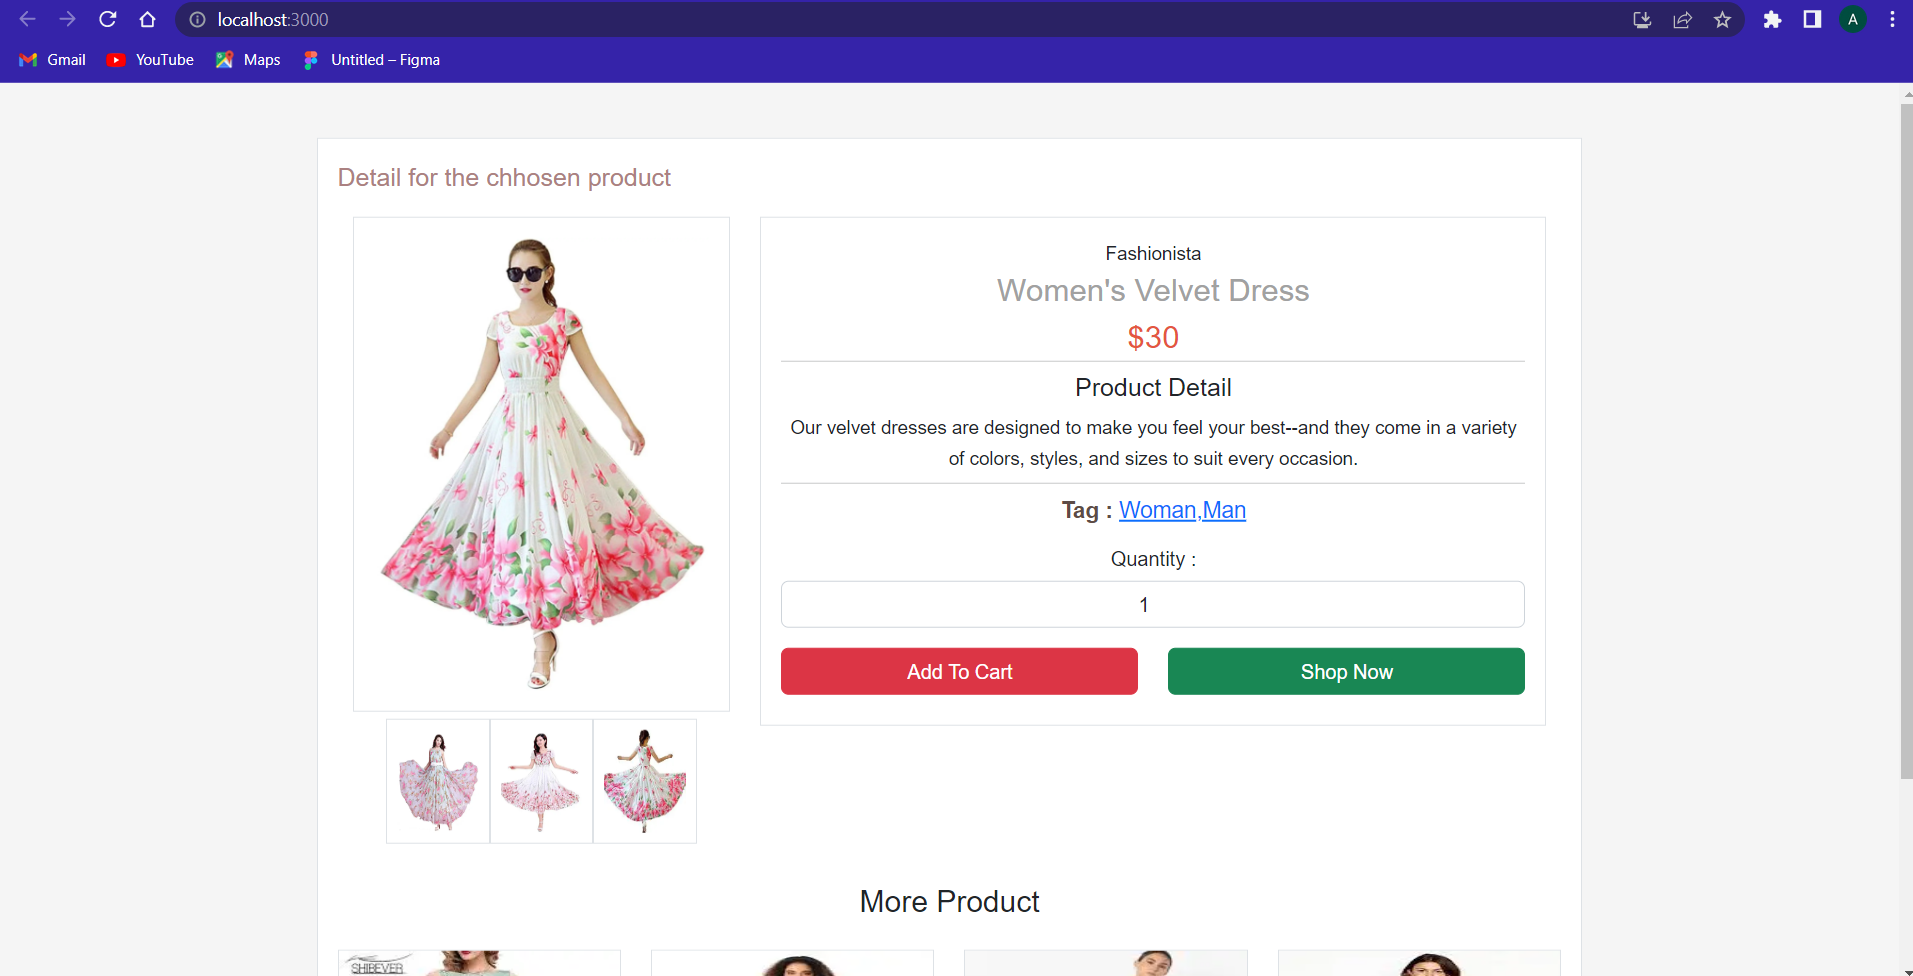 localhost:3000
A
Gmail
YouTube
Maps
Untitled – Figma
Detail for the chhosen product
Fashionista
Women's Velvet Dress
$30
Product Detail
Our velvet dresses are designed to make you feel your best--and they come in a variety
of colors, styles, and sizes to suit every occasion.
Tag : Woman,Man
Quantity :
1
Add To Cart
Shop Now
More Product
SHIBEVER